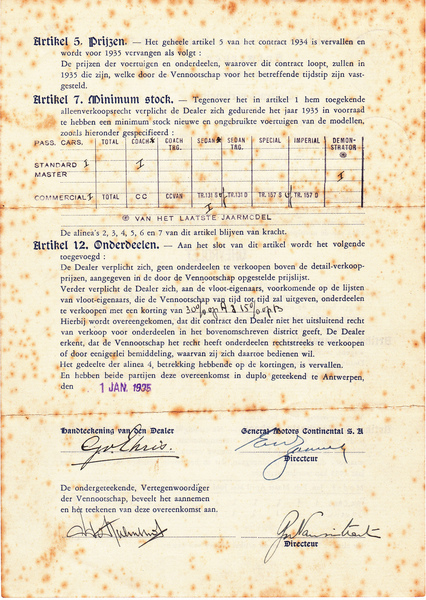 Artikel 5. Prijzen. — Het geheele artikel 5 van het contract 1934 is vervallen en
wordt voor 1935 vervangen als volgt :
De prijzen der voertuigen en onderdeelen, waarover dit contract loopt, zullen in
1935 die zijn, welke door de Vennootschap voor het betreffende tijdstip zijn vast-
gesteld.
Artikel 7. Minimum stock. — Tegenover het in artikel 1 hem toegekende
alleenverkoopsrecht verplicht de Dealer zich gedurende het jaar 1935 in voorraad
te hebben een minimum stock nieuwe en ongebruikte voertuigen van de modellen,
zooals hieronder gespecifieerd :
PASS. CARS. TOTAL COACH COACH TRG. SEDAN SEDAN TRG. SPECIAL IMPERIAL DEMON-STRATOR
STANDARD I I
MASTER I
COMMERCIAL I TOTAL CC CCVAN TR.131 S TR.131 D TR.157 S TR.157 D
I
VAN HET LAATSTE JAARMODEL
De alinea's 2, 3, 4, 5, 6 en 7 van dit artikel blijven van kracht.
Artikel 12. Onderdeelen. — Aan het slot van dit artikel wordt het volgende
toegevoegd :
De Dealer verplicht zich, geen onderdeelen te verkoopen boven de detail-verkoop-
prijzen, aangegeven in de door de Vennootschap opgestelde prijslijst.
Verder verplicht de Dealer zich, aan de vloot-eigenaars, voorkomende op de lijsten
van vloot-eigenaars, die de Vennootschap van tijd tot tijd zal uitgeven, onderdeelen
te verkoopen met een korting van 30% op A & 15% op B
Hierbij wordt overeengekomen, dat dit contract den Dealer niet het uitsluitend recht
van verkoop voor onderdeelen in het bovenomschreven district geeft. De Dealer
erkent, dat de Vennootschap het recht heeft onderdeelen rechtstreeks te verkoopen
of door eenigerlei bemiddeling, waarvan zij zich daartoe bedienen wil.
Het gedeelte der alinea 4, betrekking hebbende op de kortingen, is vervallen.
En hebben beide partijen deze overeenkomst in duplo geteekend te Antwerpen,
den 1 JAN. 1935
Handteekening van den Dealer General Motors Continental S. A
Directeur
De ondergeteekende, Vertegenwoordiger
der Vennootschap, beveelt het aannemen
en het teekenen van deze overeenkomst aan.
Directeur